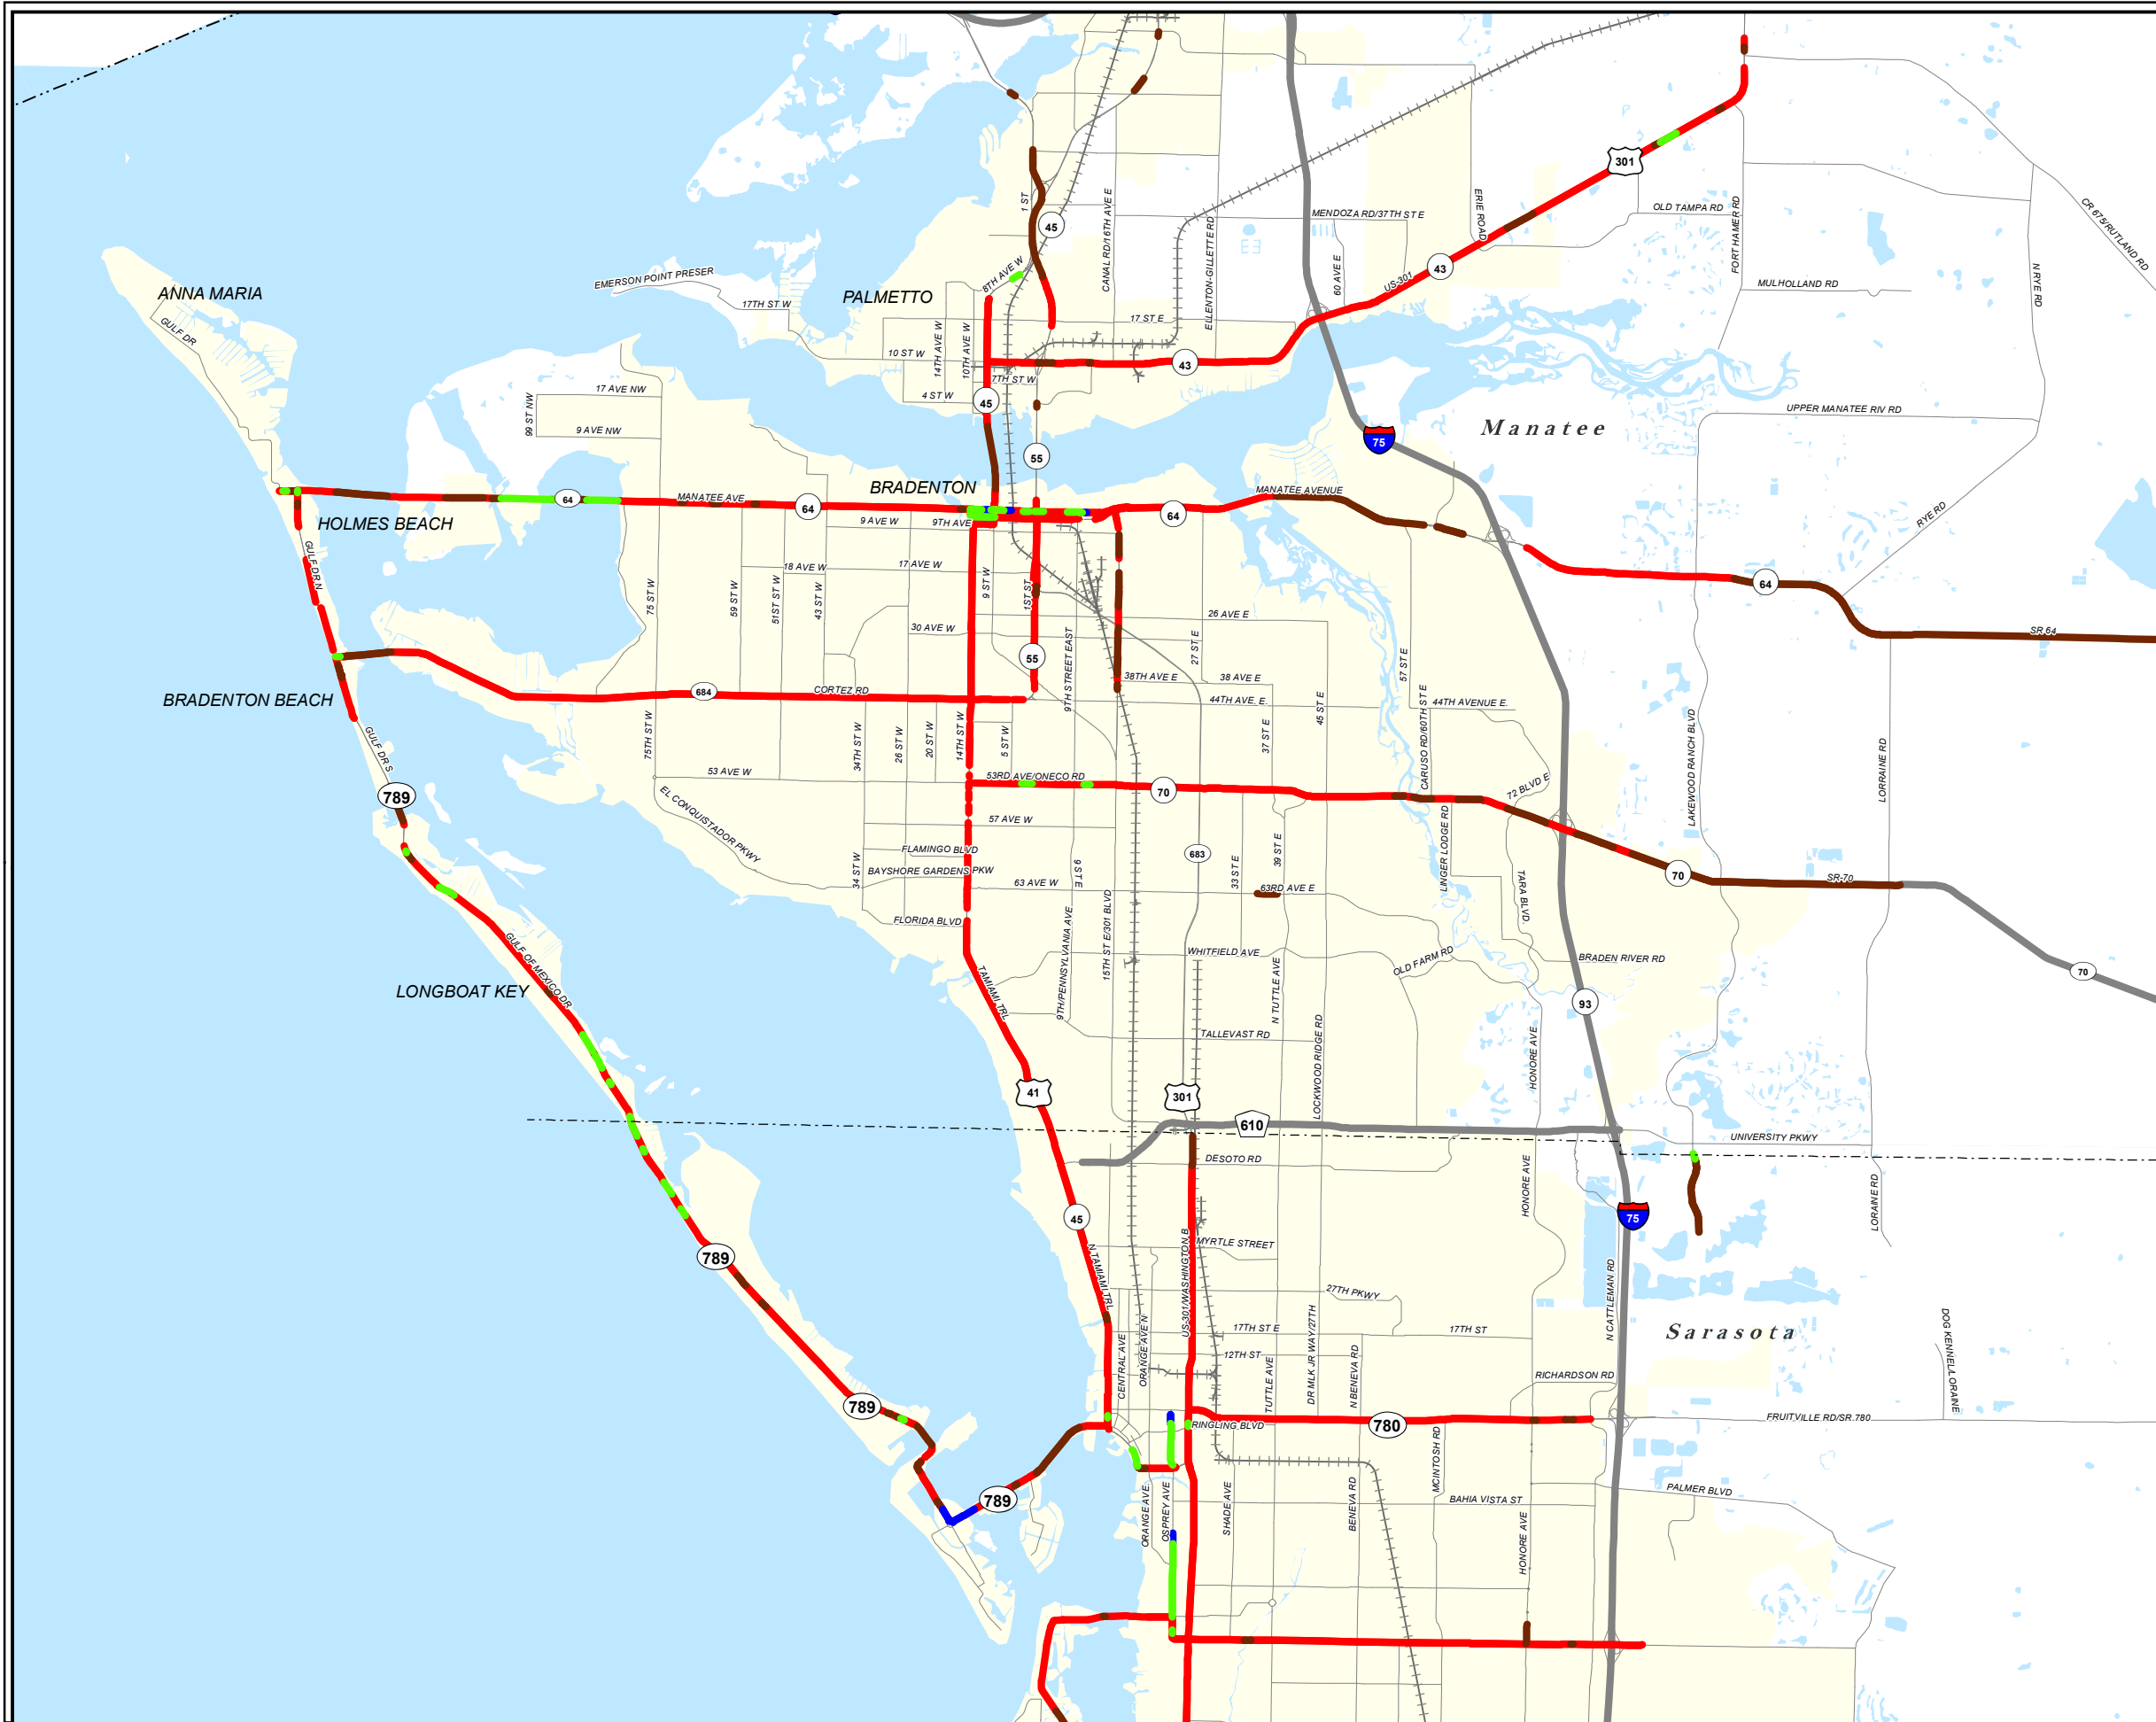 301
ERIE ROAD
OLD TAMPA RD
FORT HAMER RD
CR 675/RUTLAND RD
N RYE RD
1 ST
45
CANAL RD/16TH AVE E
ELLENTON-GILLETTE RD
MENDOZA RD/37TH ST E
60 AVE E
43
US-301
MULHOLLAND RD
ANNA MARIA
GULF DR
EMERSON POINT PRESER
17TH ST W
PALMETTO
8TH AVE W
14TH AVE W
10TH AVE W
17 ST E
10 ST W
7TH ST W
4 ST W
43
45
17 AVE NW
99 ST NW
9 AVE NW
55
Manatee
75
UPPER MANATEE RIV RD
RYE RD
BRADENTON
64
MANATEE AVE
64
MANATEE AVENUE
64
HOLMES BEACH
9 AVE W
9TH AVE
GULF DR N
18 AVE W
17 AVE W
75 ST W
59 ST W
51ST ST W
43 ST W
9 ST W
1ST ST
64
26 AVE E
30 AVE W
9TH STREET EAST
27 ST E
SR 64
55
57 ST E
38TH AVE E
38 AVE E
684
CORTEZ RD
BRADENTON BEACH
44TH AVE. E.
45 ST E
44TH AVENUE E.
CARUSO RD/60TH ST E
LAKEWOOD RANCH BLVD
LORRAINE RD
GULF DR S
75TH ST W
34TH ST W
26 ST W
20 ST W
14TH ST W
5 ST W
37 ST E
53 AVE W
53RD AVE/ONECO RD
70
72 BLVD E
789
EL CONQUISTADOR PKWY
57 AVE W
LINGER LODGE RD
FLAMINGO BLVD
BAYSHORE GARDENS PKW
34 ST W
63 AVE W
9 ST E
683
33 ST E
39 ST E
63RD AVE E
TARA BLVD.
70
SR-70
FLORIDA BLVD
15TH ST E/301 BLVD
WHITFIELD AVE
OLD FARM RD
BRADEN RIVER RD
70
GULF OF MEXICO DR
LONGBOAT KEY
TAMIAMI TRL
9TH/PENNSYLVANIA AVE
N TUTTLE AVE
93
TALLEVAST RD
LOCKWOOD RIDGE RD
HONORE AVE
41
301
610
UNIVERSITY PKWY
DESOTO RD
HONORE AVE
LORAINE RD
45
75
789
N TAMIAMI TRL
MYRTLE STREET
US-301/WASHINGTON B
27TH PKWY
N CATTLEMAN RD
Sarasota
DOG KENNEL/LORAINE
17TH ST E
17TH ST
CENTRAL AVE
ORANGE AVE N
12TH ST
TUTTLE AVE
DR MLK JR WAY/27TH
N BENEVA RD
RICHARDSON RD
789
RINGLING BLVD
780
FRUITVILLE RD/SR 780
MCINTOSH RD
PALMER BLVD
789
ORANGE AVE.
OSPREY AVE
SHADE AVE
BENEVA RD
BAHIA VISTA ST
HONORE AVE